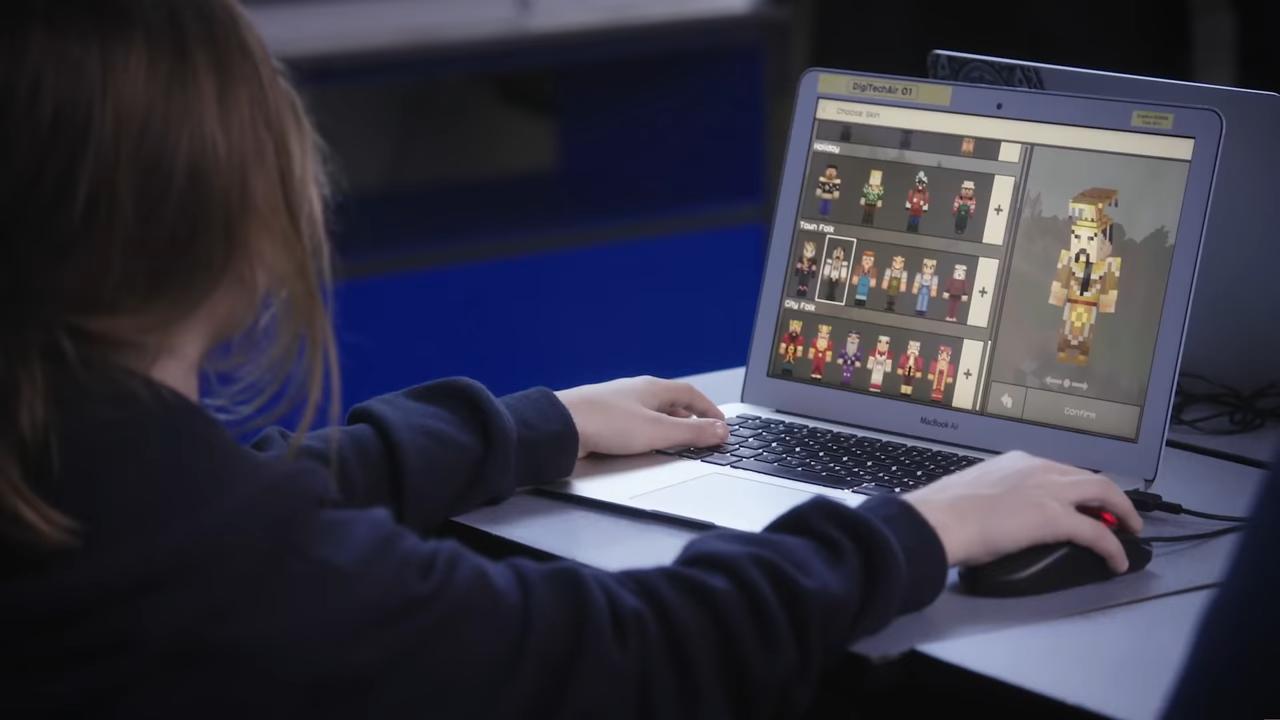 DigiTechAir 01
Choose Skin
Holiday
Town Folk
City Folk
Confirm
MacBook Air